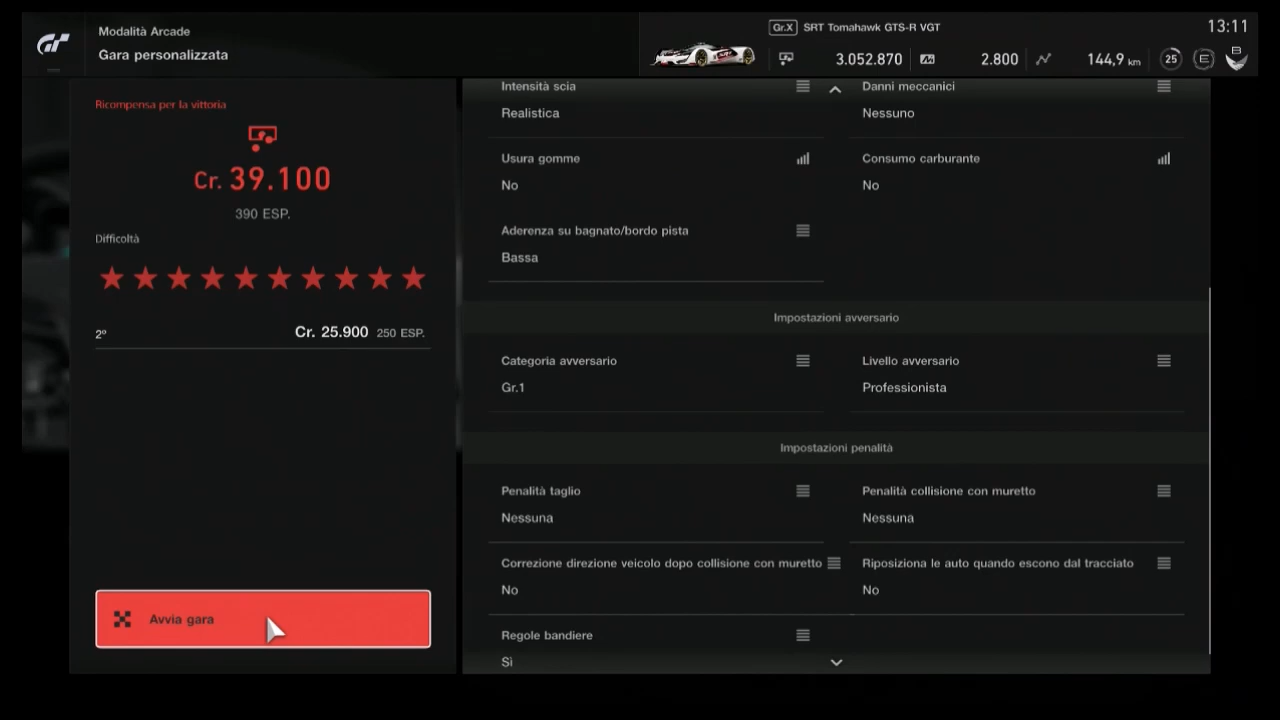 Modalità Arcade
Gara personalizzata
Gr.X SRT Tomahawk GTS-R VGT
3.052.870
2.800
144,9 km
25
E
B
13:11
Ricompensa per la vittoria
Cr. 39.100
390 ESP.
Difficoltà
2º Cr. 25.900 250 ESP.
Avvia gara
Intensità scia
Realistica
Danni meccanici
Nessuno
Usura gomme
No
Consumo carburante
No
Aderenza su bagnato/bordo pista
Bassa
Impostazioni avversario
Categoria avversario
Gr.1
Livello avversario
Professionista
Impostazioni penalità
Penalità taglio
Nessuna
Penalità collisione con muretto
Nessuna
Correzione direzione veicolo dopo collisione con muretto
No
Riposiziona le auto quando escono dal tracciato
No
Regole bandiere
Sì